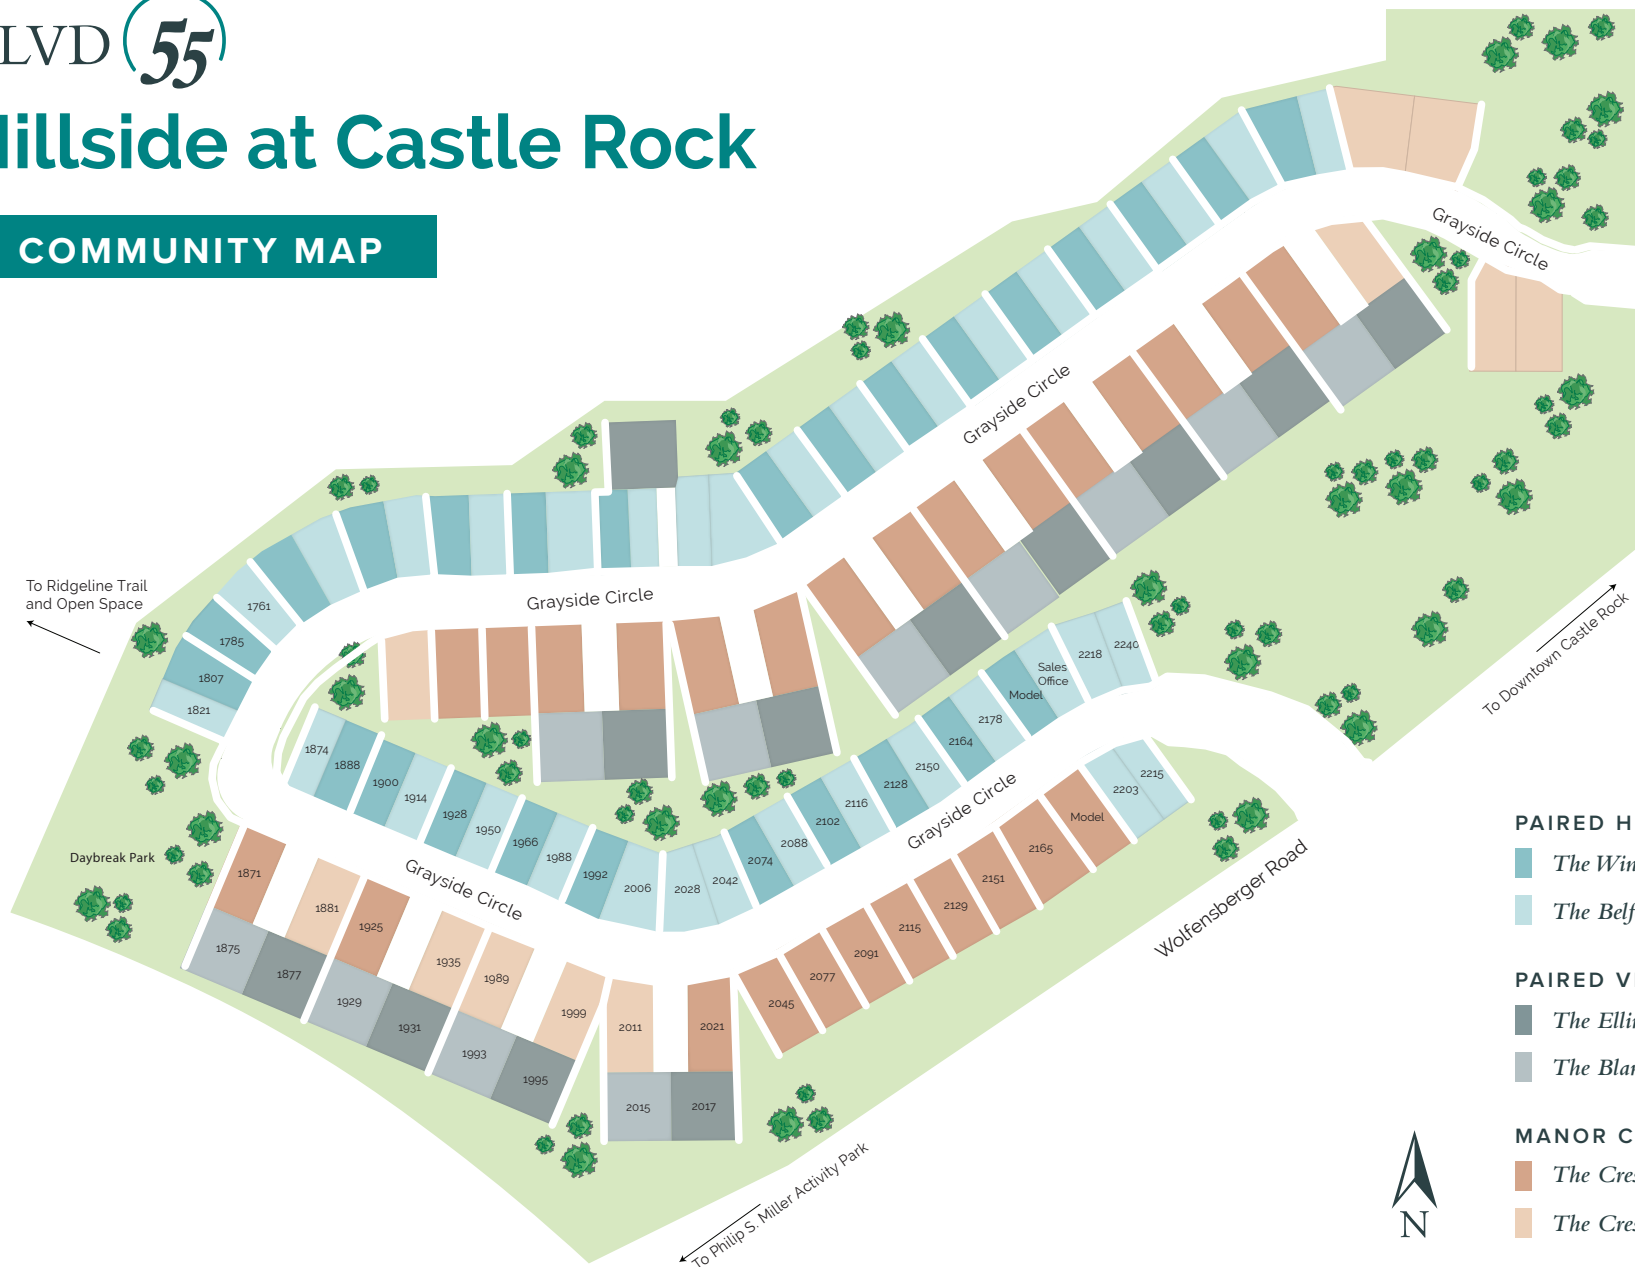 LVD 55
illside at Castle Rock
COMMUNITY MAP
Grayside Circle
Grayside Circle
Grayside Circle
To Ridgeline Trail
and Open Space
1761
1785
1807
1821
To Downtown Castle Rock
2240
2218
Sales
Office
Model
2178
2164
2150
2128
2116
2102
2088
2074
2042
2028
2006
1992
1988
1966
1950
1928
1914
1900
1888
1874
Grayside Circle
Grayside Circle
2215
2203
Model
2165
2151
2129
2115
2091
2077
2045
Wolfensberger Road
Daybreak Park
1871
1875
1877
1881
1925
1929
1931
1935
1989
1993
1995
1999
2011
2015
2017
2021
To Philip S. Miller Activity Park
N
PAIRED H
The Win
The Belf
PAIRED V
The Elli
The Bla
MANOR C
The Cres
The Cres